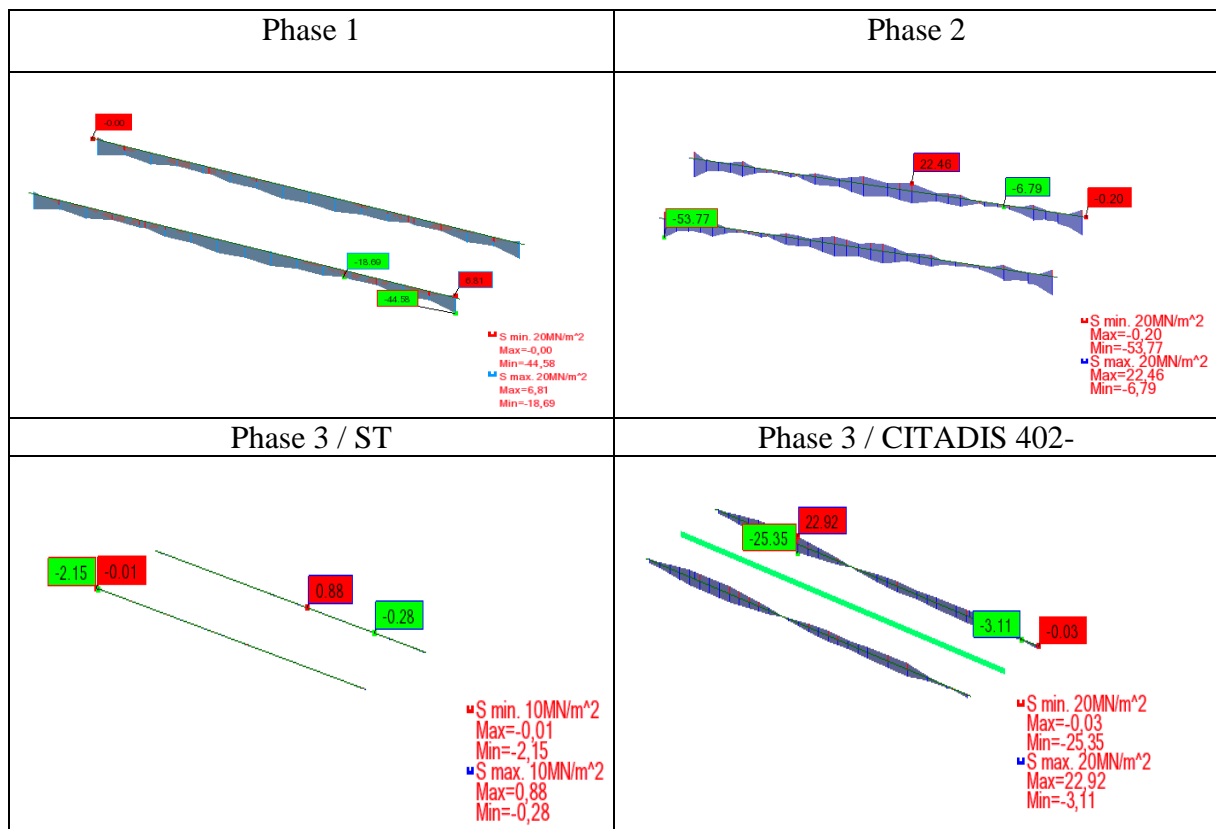 Phase 1
Phase 2
-0.00
-18.69
6.81
-44.58
S min. 20MN/m^2
Max=-0,00
Min=-44,58
S max. 20MN/m^2
Max=6,81
Min=-18,69
22.46
-6.79
-0.20
-53.77
S min. 20MN/m^2
Max=-0,20
Min=-53,77
S max. 20MN/m^2
Max=22,46
Min=-6,79
Phase 3 / ST
Phase 3 / CITADIS 402-
-2.15
-0.01
0.88
-0.28
S min. 10MN/m^2
Max=-0,01
Min=-2,15
S max. 10MN/m^2
Max=0,88
Min=-0,28
22.92
-25.35
-3.11
-0.03
S min. 20MN/m^2
Max=-0,03
Min=-25,35
S max. 20MN/m^2
Max=22,92
Min=-3,11